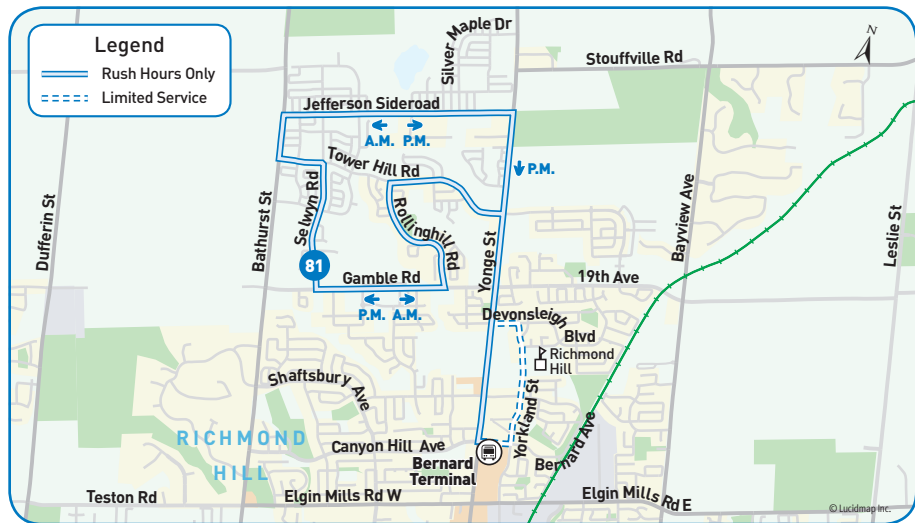 Legend
Rush Hours Only
Limited Service
Silver Maple Dr
N
Stouffville Rd
Jefferson Sideroad
A.M. P.M.
Tower Hill Rd
P.M.
Dufferin St
Bathurst St
Selwyn Rd
Rollinghill Rd
Yonge St
Bayview Ave
Leslie St
81
Gamble Rd
19th Ave
P.M. A.M.
Devonsleigh
Blvd
Richmond
Hill
Shaftsbury
Ave
Yorkland St
RICHMOND
HILL
Canyon Hill Ave
Bernard
Terminal
Bernard Ave
Teston Rd
Elgin Mills Rd W
Elgin Mills Rd E
© Lucidmap Inc.